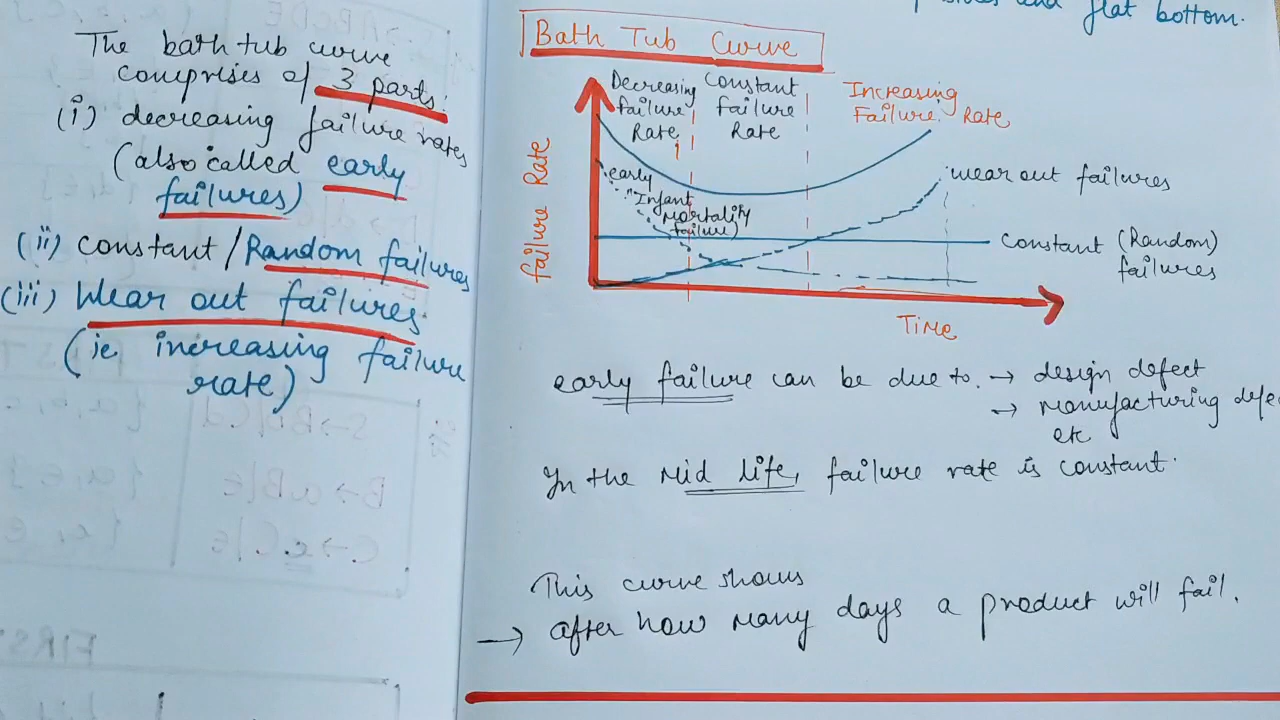 The bath tub curve
comprises of 3 parts.
(i) decreasing failure rates
(also called early
failures)
(ii) constant / Random failures
(iii) Wear out failures.
(ie increasing failure
rate)
and flat bottom.
Bath Tub Curve
Decreasing
failure
Rate
Constant
Failure
Rate
Increasing
Failure Rate
Failure Rate
early
"Infant
Mortality
failure)
wear out failures
Constant (Random)
failures
Time
early failure can be due to. → design defect
→ manufacturing defe
etc
In the Mid Life, failure rate is constant.
This curve shows
→ after how many days a product will fail.